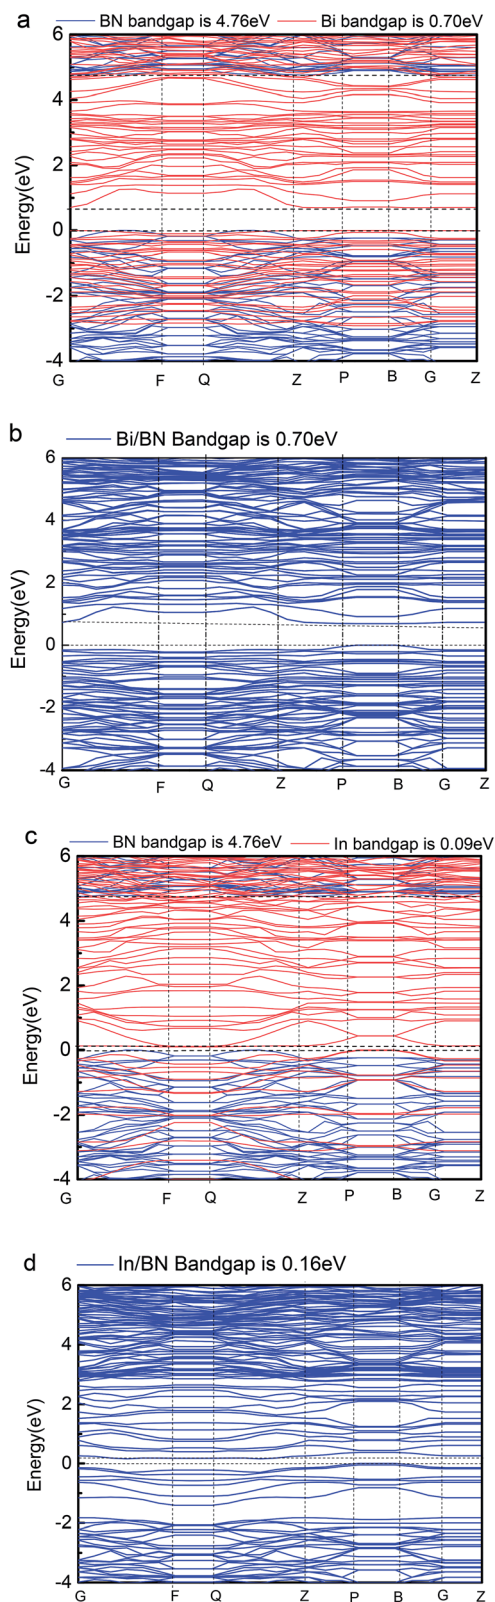 a
BN bandgap is 4.76eV
Bi bandgap is 0.70eV
6
4
2
0
-2
-4
Energy(eV)
G F Q Z P B G Z
b
Bi/BN Bandgap is 0.70eV
6
4
2
0
-2
-4
Energy(eV)
G F Q Z P B G Z
c
BN bandgap is 4.76eV
In bandgap is 0.09eV
6
4
2
0
-2
-4
Energy(eV)
G F Q Z P B G Z
d
In/BN Bandgap is 0.16eV
6
4
2
0
-2
-4
Energy(eV)
G F Q Z P B G Z